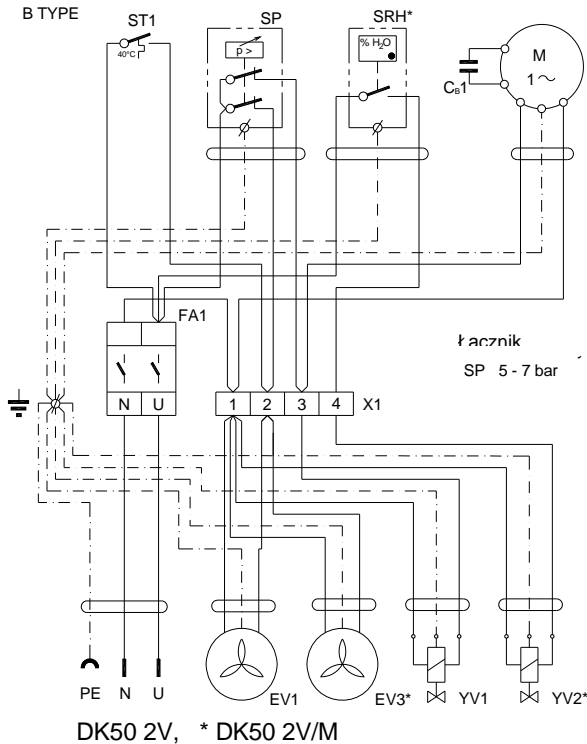 B TYPE
ST1
SP
SRH*
40°C
p >
% H2O
M
1
CB1
FA1
Łącznik
SP 5 - 7 bar
N U
1 2 3 4 X1
PE N U
EV1
EV3*
YV1
YV2*
DK50 2V, * DK50 2V/M